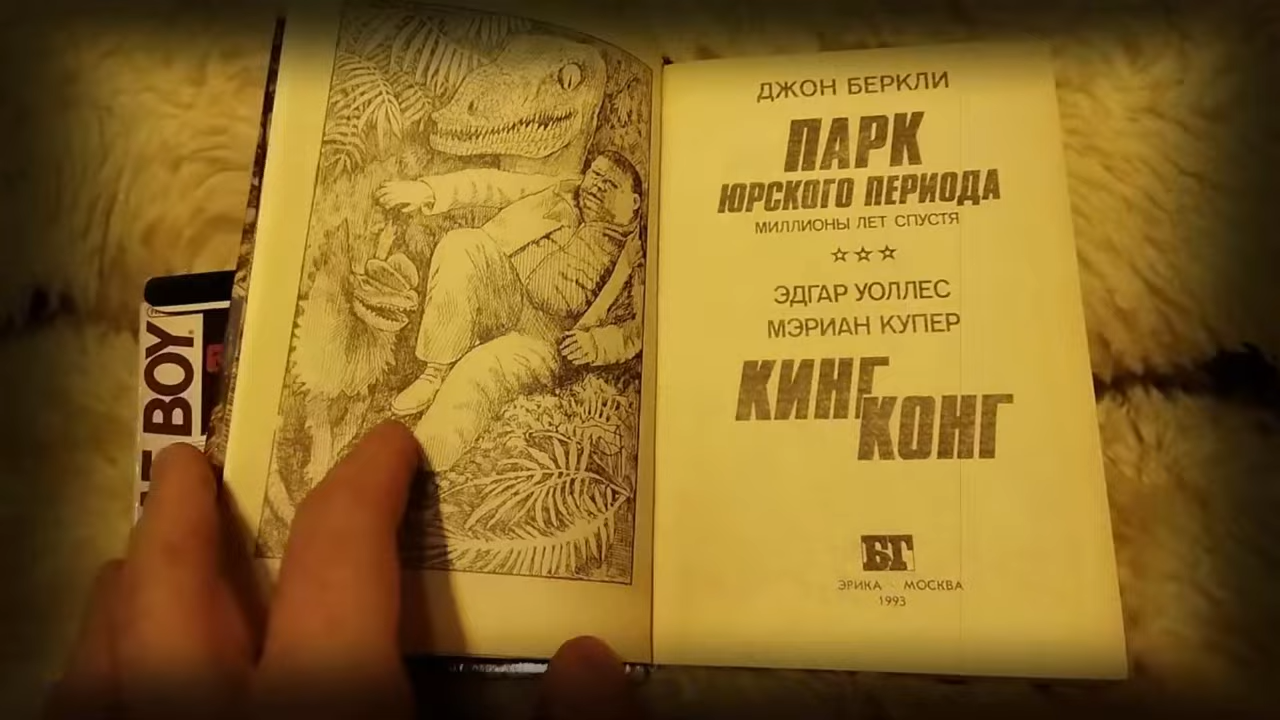 BOY
ДЖОН БЕРКЛИ
ПАРК
ЮРСКОГО ПЕРИОДА
МИЛЛИОНЫ ЛЕТ СПУСТЯ
ЭДГАР УОЛЛЕС
МЭРИАН КУПЕР
КИНГ
КОНГ
БГ
ЭРИКА · МОСКВА
1993